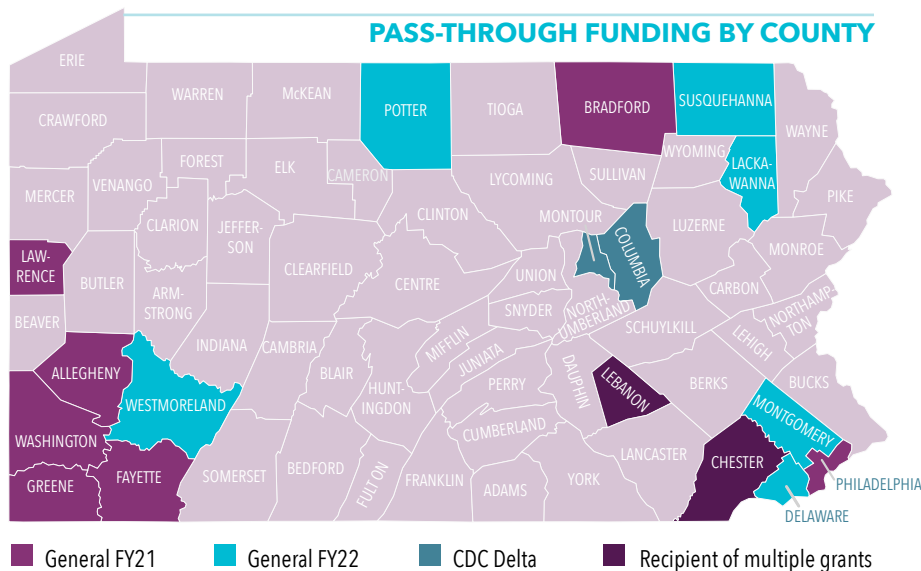 PASS-THROUGH FUNDING BY COUNTY
ERIE
WARREN
McKEAN
POTTER
TIOGA
BRADFORD
SUSQUEHANNA
WAYNE
CRAWFORD
FOREST
ELK
CAMERON
WYOMING
LACKA-
WANNA
SULLIVAN
LYCOMING
MERCER
VENANGO
PIKE
CLARION
JEFFER-
SON
CLINTON
MONTOUR
COLUMBIA
LUZERNE
MONROE
LAW-
RENCE
BUTLER
CLEARFIELD
CENTRE
UNION
CARBON
ARM-
STRONG
SNYDER
NORTH-
UMBERLAND
NORTHAMP-
TON
BEAVER
SCHUYLKILL
LEHIGH
INDIANA
CAMBRIA
MIFFLIN
JUNIATA
ALLEGHENY
BLAIR
HUNT-
INGDON
PERRY
DAUPHIN
LEBANON
BERKS
BUCKS
WESTMORELAND
MONTGOMERY
CUMBERLAND
WASHINGTON
LANCASTER
CHESTER
GREENE
FAYETTE
SOMERSET
BEDFORD
FULTON
FRANKLIN
ADAMS
YORK
PHILADELPHIA
DELAWARE
General FY21
General FY22
CDC Delta
Recipient of multiple grants